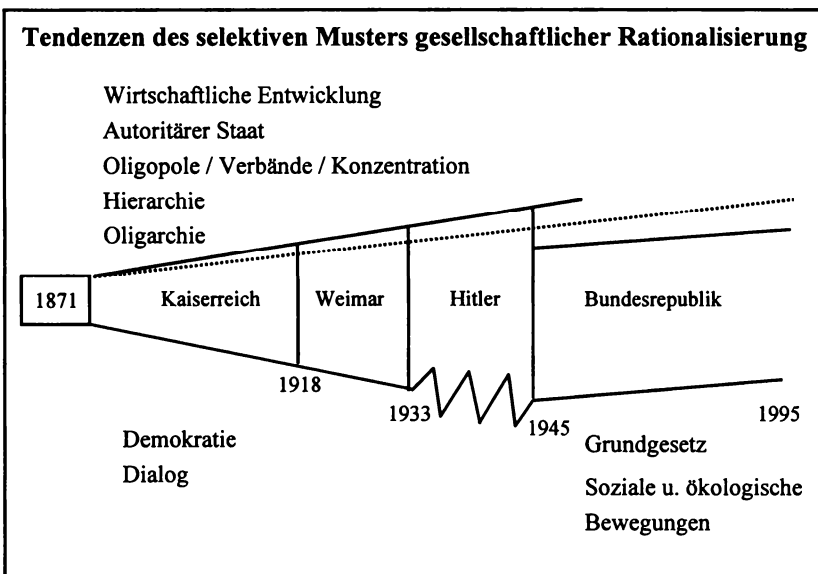 Tendenzen des selektiven Musters gesellschaftlicher Rationalisierung
Wirtschaftliche Entwicklung
Autoritärer Staat
Oligopole / Verbände / Konzentration
Hierarchie
Oligarchie
1871
Kaiserreich
Weimar
Hitler
Bundesrepublik
1918
1933
1945
1995
Demokratie
Dialog
Grundgesetz
Soziale u. ökologische
Bewegungen